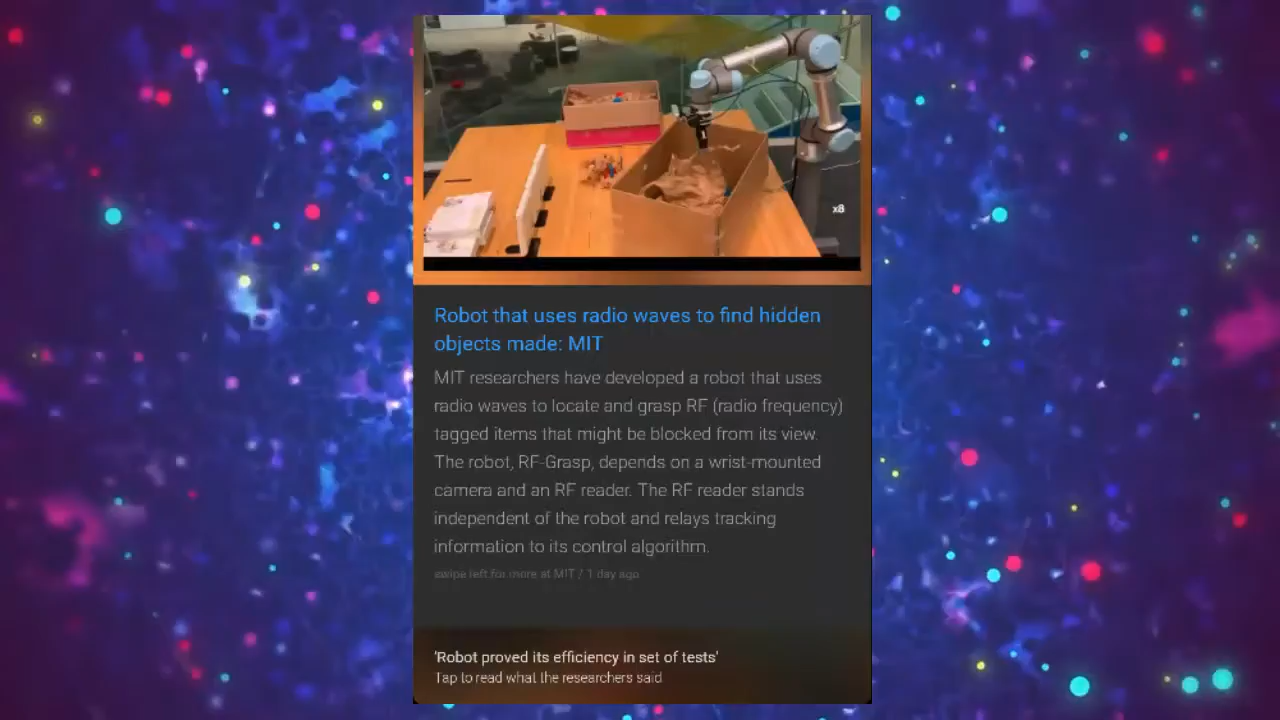 x8
Robot that uses radio waves to find hidden
objects made: MIT
MIT researchers have developed a robot that uses
radio waves to locate and grasp RF (radio frequency)
tagged items that might be blocked from its view.
The robot, RF-Grasp, depends on a wrist-mounted
camera and an RF reader. The RF reader stands
independent of the robot and relays tracking
information to its control algorithm.
swipe left for more at MIT / 1 day ago
'Robot proved its efficiency in set of tests'
Tap to read what the researchers said